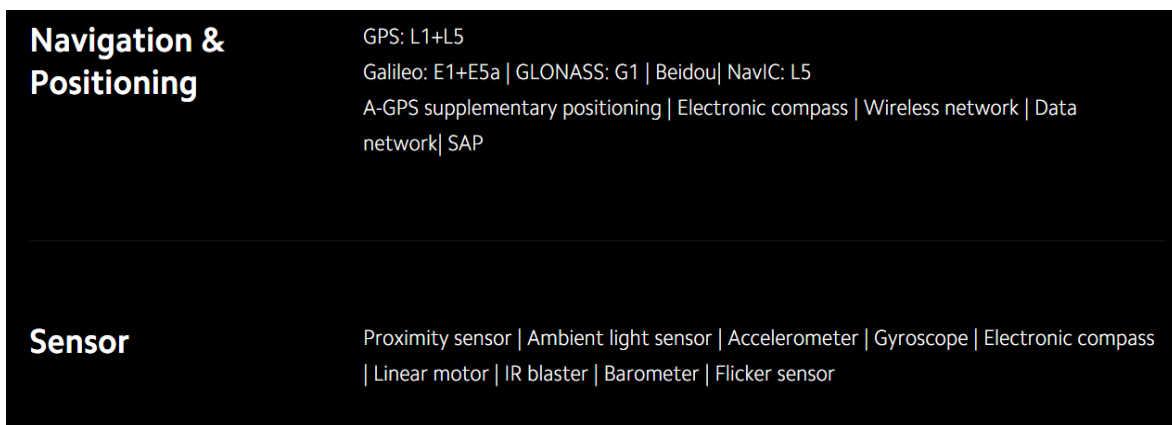 Navigation &
Positioning
GPS: L1+L5
Galileo: E1+E5a | GLONASS: G1 | Beidou| NavIC: L5
A-GPS supplementary positioning | Electronic compass | Wireless network | Data
network| SAP
Sensor
Proximity sensor | Ambient light sensor | Accelerometer | Gyroscope | Electronic compass
| Linear motor | IR blaster | Barometer | Flicker sensor